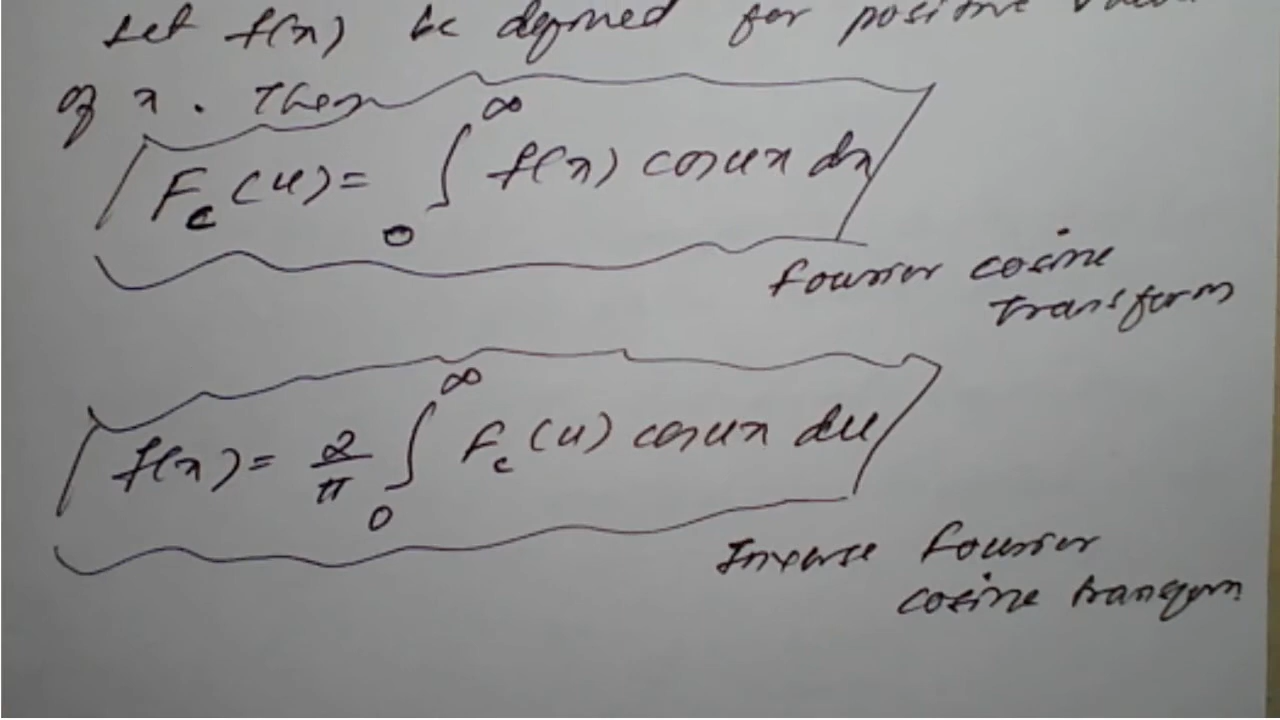 Let f(x) be defined for positive
of x. Then
F_c(u) = ∫_0^∞ f(x) cos ux dx
Fourier cosine
transform
f(x) = 2/π ∫_0^∞ F_c(u) cos ux du
Inverse Fourier
cosine transform